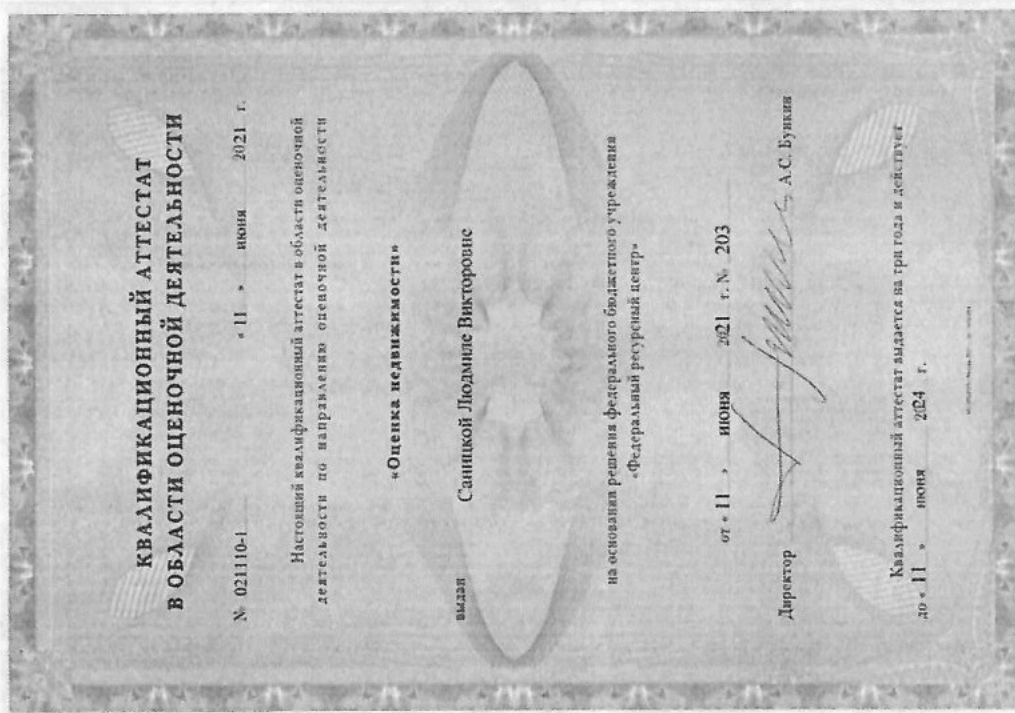 КВАЛИФИКАЦИОННЫЙ АТТЕСТАТ
В ОБЛАСТИ ОЦЕНОЧНОЙ ДЕЯТЕЛЬНОСТИ
№ 021110-1 « 11 » июня 2021 г.
Настоящий квалификационный аттестат в области оценочной
деятельности по направлению оценочной деятельности
«Оценка недвижимости»
выдан Саницкой Людмиле Викторовне
на основании решения федерального бюджетного учреждения
«Федеральный ресурсный центр»
от « 11 » июня 2021 г. № 203
Директор А.С. Бункин
Квалификационный аттестат выдается на три года и действует
до « 11 » июня 2024 г.